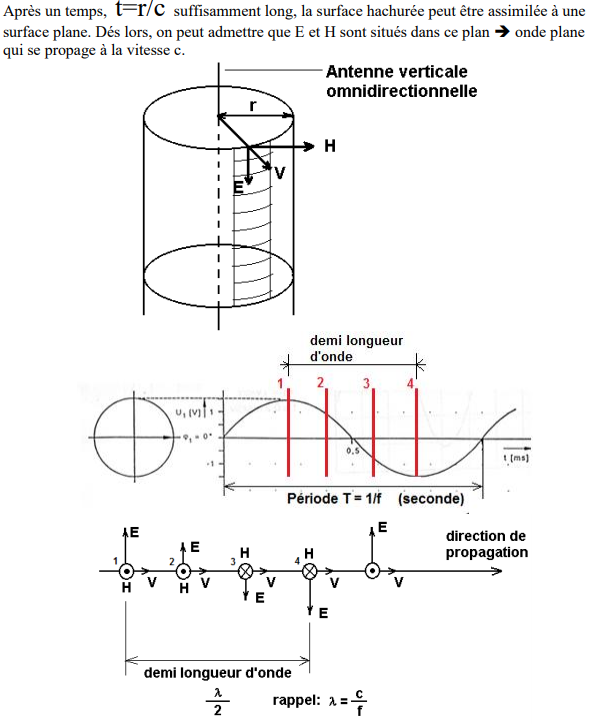 Après un temps, t=r/c suffisamment long, la surface hachurée peut être assimilée à une
surface plane. Dés lors, on peut admettre que E et H sont situés dans ce plan ➔ onde plane
qui se propage à la vitesse c.
Antenne verticale
omnidirectionnelle
r
H
V
E
demi longueur
d'onde
1 2 3 4
U₁ [V] 1
φ₁ = 0°
0,5
-1
t [ms]
Période T = 1/f (seconde)
E E H H E
direction de
propagation
1 2 3 4
H V H V V V V
E E
demi longueur d'onde
λ/2
rappel: λ = c/f